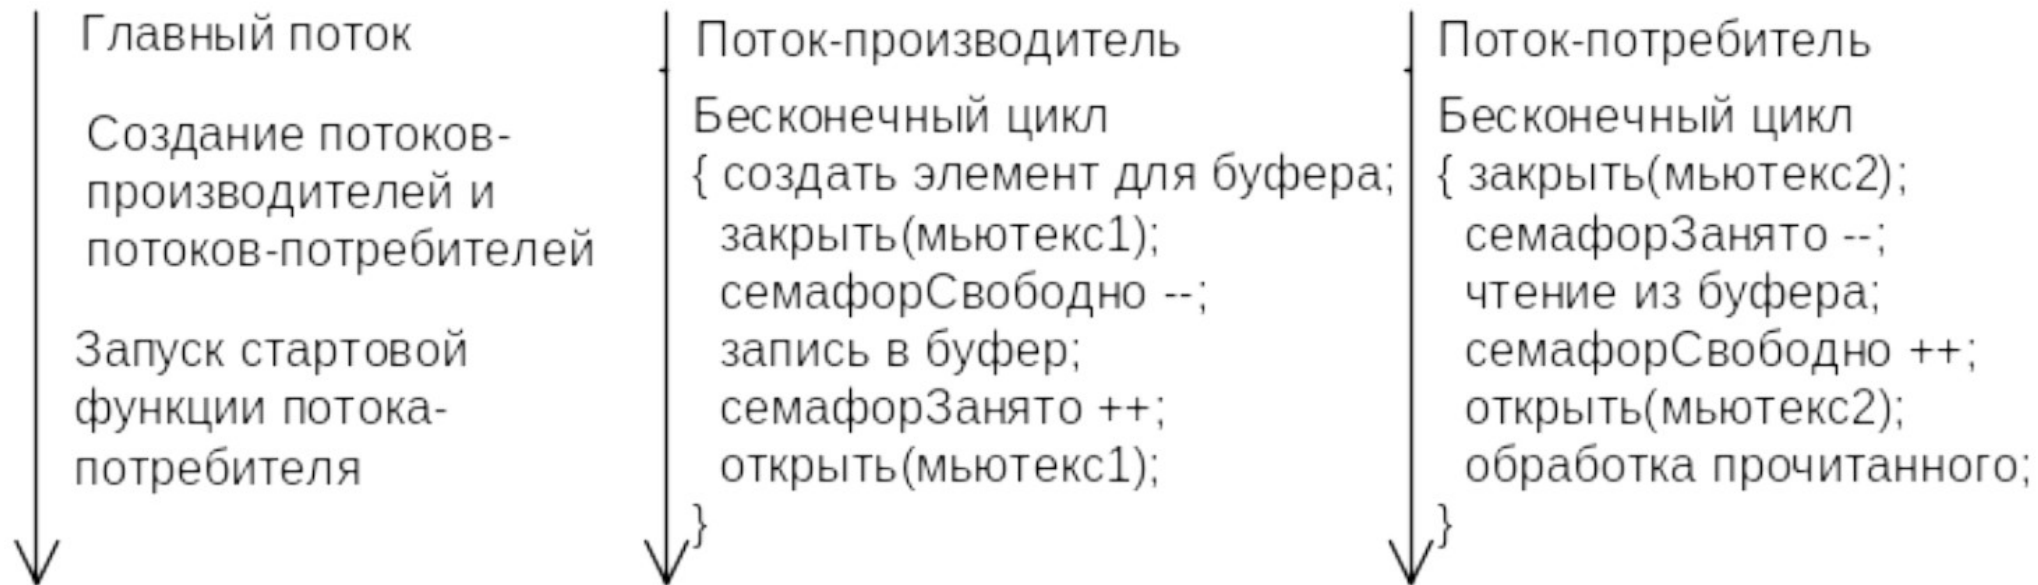 Главный поток
Создание потоков-
производителей и
потоков-потребителей
Запуск стартовой
функции потока-
потребителя
Поток-производитель
Бесконечный цикл
{ создать элемент для буфера;
закрыть(мьютекс1);
семафорСвободно --;
запись в буфер;
семафорЗанято ++;
открыть(мьютекс1);
}
Поток-потребитель
Бесконечный цикл
{ закрыть(мьютекс2);
семафорЗанято --;
чтение из буфера;
семафорСвободно ++;
открыть(мьютекс2);
обработка прочитанного;
}